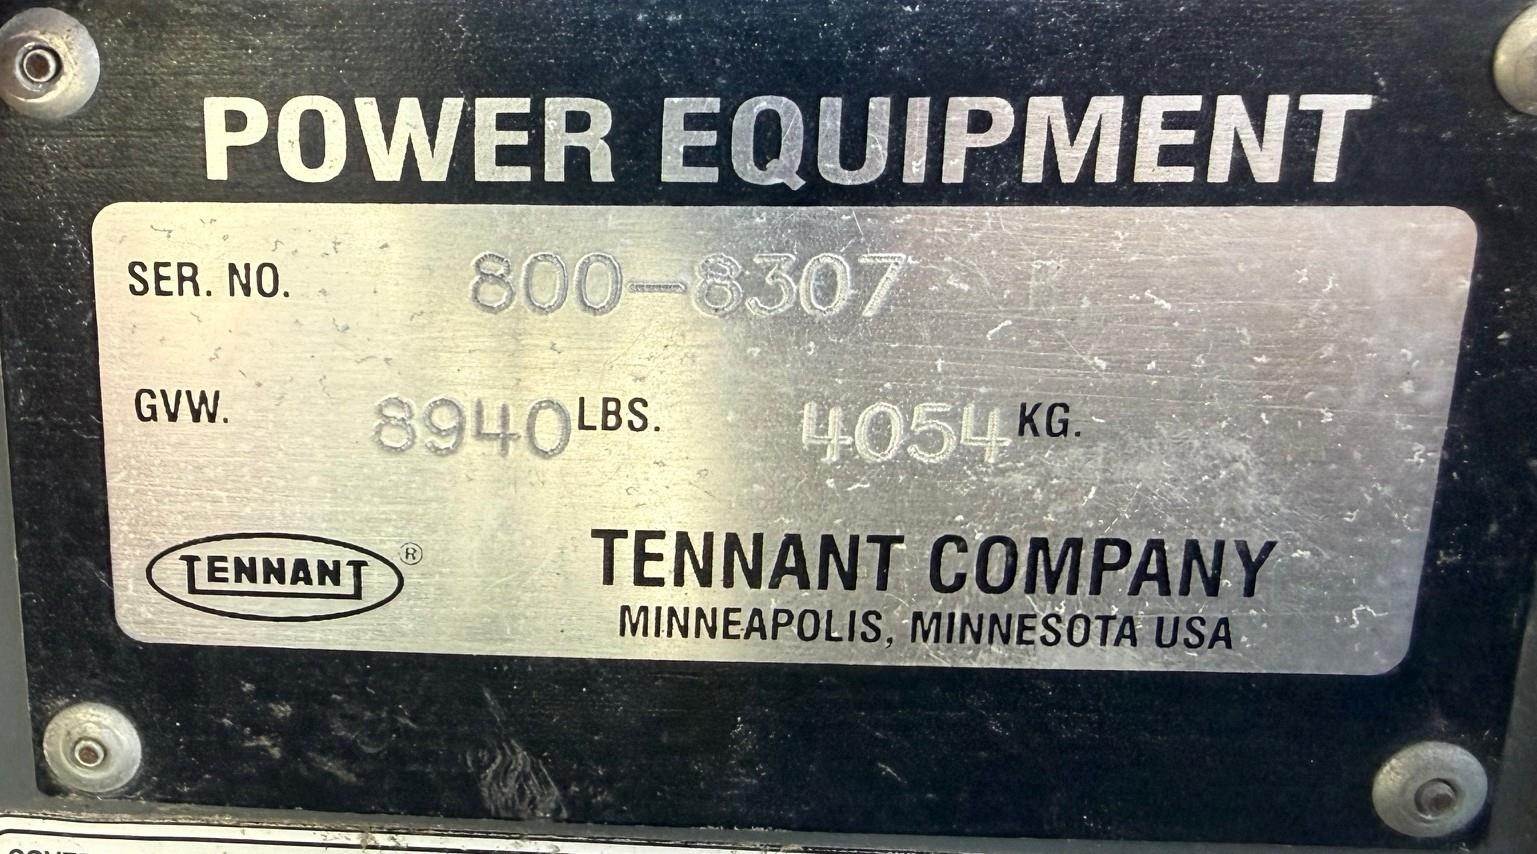 POWER EQUIPMENT
SER. NO. 800-8307
GVW. 8940 LBS. 4054 KG.
TENNANT ®
TENNANT COMPANY
MINNEAPOLIS, MINNESOTA USA